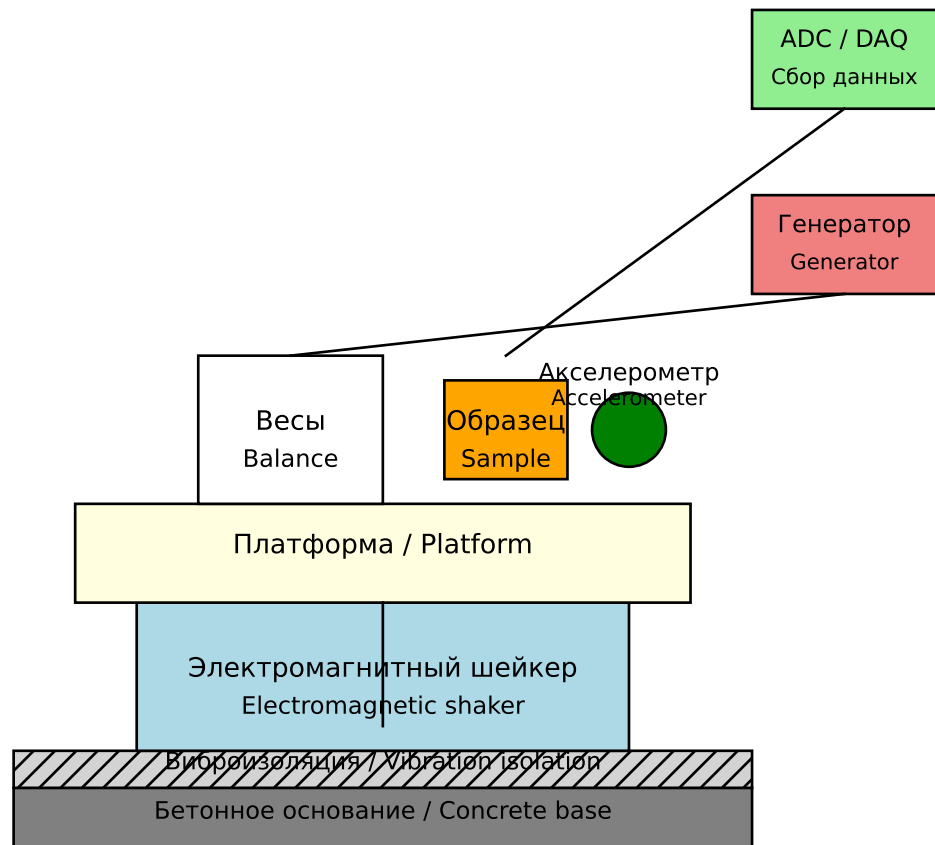 ADC / DAQ
Сбор данных
Генератор
Generator
Акселерометр
Accelerometer
Весы
Balance
Образец
Sample
Платформа / Platform
Электромагнитный шейкер
Electromagnetic shaker
Виброизоляция / Vibration isolation
Бетонное основание / Concrete base